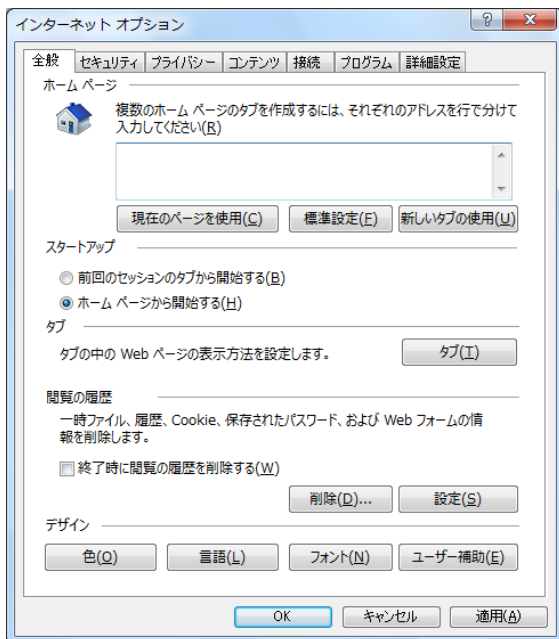 インターネット オプション
全般 セキュリティ プライバシー コンテンツ 接続 プログラム 詳細設定
ホーム ページ
複数のホーム ページのタブを作成するには、それぞれのアドレスを行で分けて
入力してください(R)
現在のページを使用(C) 標準設定(F) 新しいタブの使用(U)
スタートアップ
前回のセッションのタブから開始する(B)
ホーム ページから開始する(H)
タブ
タブの中の Web ページの表示方法を設定します。 タブ(T)
閲覧の履歴
一時ファイル、履歴、Cookie、保存されたパスワード、および Web フォームの情
報を削除します。
終了時に閲覧の履歴を削除する(W)
削除(D)... 設定(S)
デザイン
色(O) 言語(L) フォント(N) ユーザー補助(E)
OK キャンセル 適用(A)